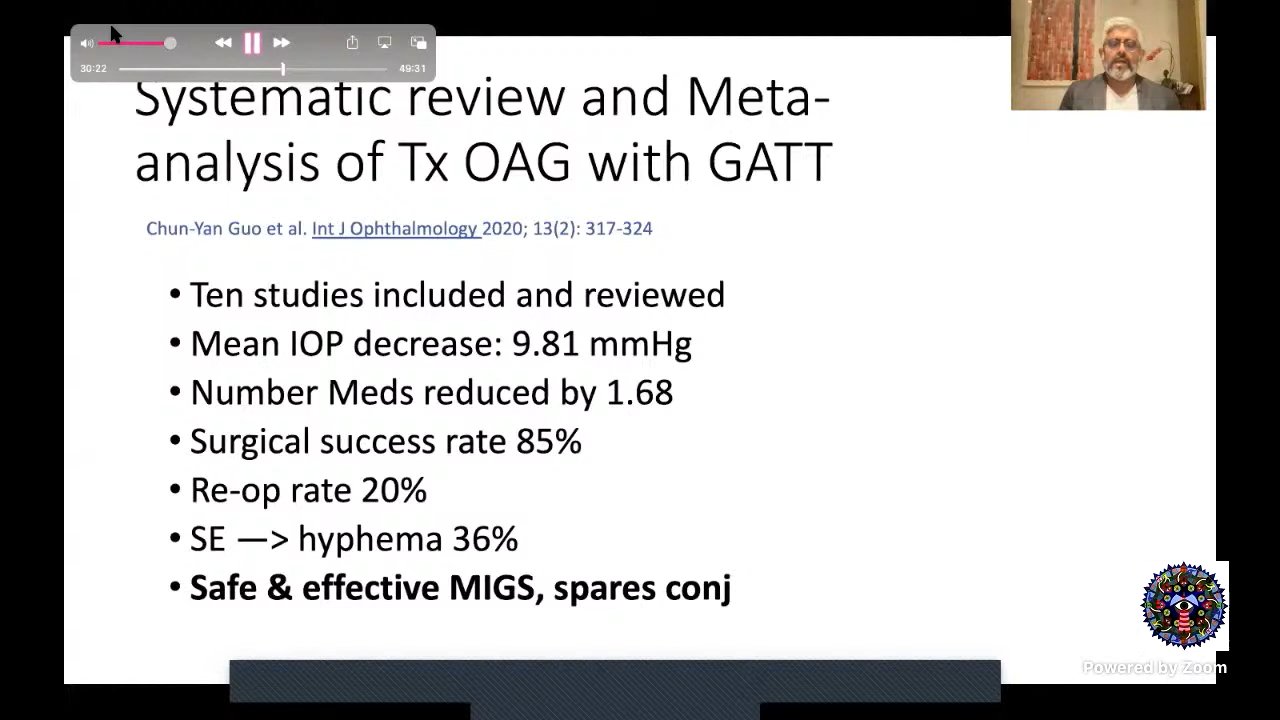 30:22
49:31
Systematic review and Meta-
analysis of Tx OAG with GATT
Chun-Yan Guo et al. Int J Ophthalmology 2020; 13(2): 317-324
• Ten studies included and reviewed
• Mean IOP decrease: 9.81 mmHg
• Number Meds reduced by 1.68
• Surgical success rate 85%
• Re-op rate 20%
• SE —> hyphema 36%
• Safe & effective MIGS, spares conj
Powered by Zoom